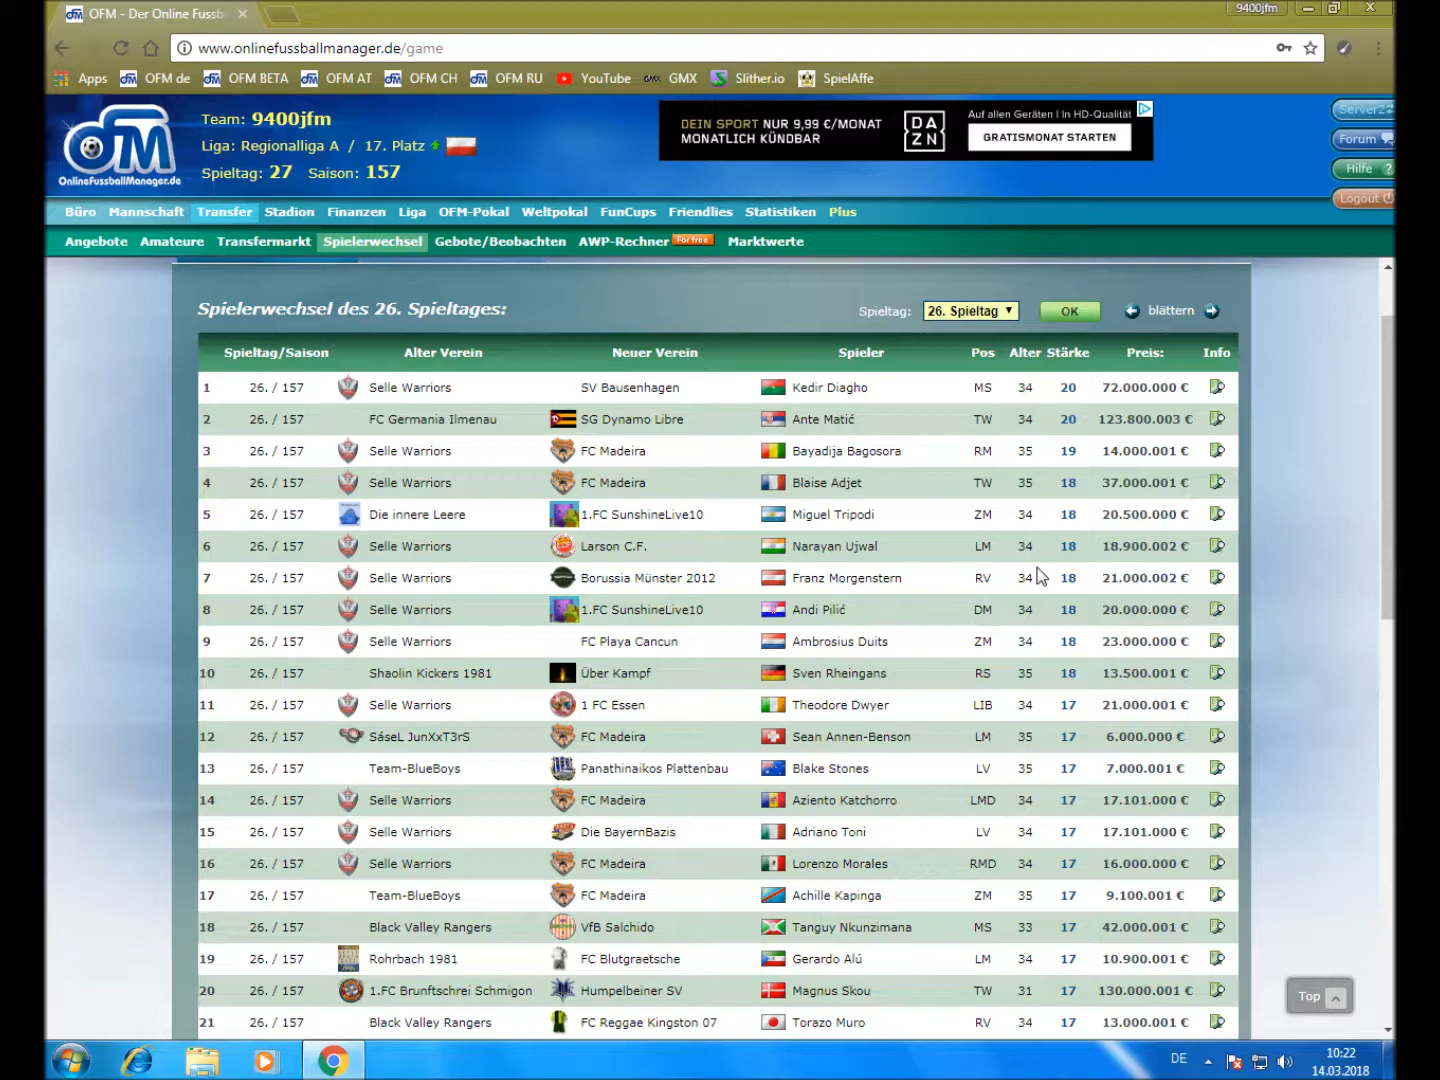 OFM - Der Online Fussb
9400jfm
www.onlinefussballmanager.de/game
Apps OFM de OFM BETA OFM AT OFM CH OFM RU YouTube GMX GMX Slither.io SpielAffe
OFM
OnlineFussballManager.de
Team: 9400jfm
Liga: Regionalliga A / 17. Platz
Spieltag: 27 Saison: 157
DEIN SPORT NUR 9,99 €/MONAT
MONATLICH KÜNDBAR
DA
ZN
Auf allen Geräten I In HD-Qualität
GRATISMONAT STARTEN
Server2
Forum
Hilfe ?
Logout
Büro Mannschaft Transfer Stadion Finanzen Liga OFM-Pokal Weltpokal FunCups Friendlies Statistiken Plus
Angebote Amateure Transfermarkt Spielerwechsel Gebote/Beobachten AWP-Rechner For free Marktwerte
Spielerwechsel des 26. Spieltages:
Spieltag: 26. Spieltag OK blättern
Spieltag/Saison Alter Verein Neuer Verein Spieler Pos Alter Stärke Preis: Info
1 26. / 157 Selle Warriors SV Bausenhagen Kedir Diagho MS 34 20 72.000.000 €
2 26. / 157 FC Germania Ilmenau SG Dynamo Libre Ante Matić TW 34 20 123.800.003 €
3 26. / 157 Selle Warriors FC Madeira Bayadija Bagosora RM 35 19 14.000.001 €
4 26. / 157 Selle Warriors FC Madeira Blaise Adjet TW 35 18 37.000.001 €
5 26. / 157 Die innere Leere 1.FC SunshineLive10 Miguel Tripodi ZM 34 18 20.500.000 €
6 26. / 157 Selle Warriors Larson C.F. Narayan Ujwal LM 34 18 18.900.002 €
7 26. / 157 Selle Warriors Borussia Münster 2012 Franz Morgenstern RV 34 18 21.000.002 €
8 26. / 157 Selle Warriors 1.FC SunshineLive10 Andi Pilić DM 34 18 20.000.000 €
9 26. / 157 Selle Warriors FC Playa Cancun Ambrosius Duits ZM 34 18 23.000.000 €
10 26. / 157 Shaolin Kickers 1981 Über Kampf Sven Rheingans RS 35 18 13.500.001 €
11 26. / 157 Selle Warriors 1 FC Essen Theodore Dwyer LIB 34 17 21.000.001 €
12 26. / 157 SáseL JunXxT3rS FC Madeira Sean Annen-Benson LM 35 17 6.000.000 €
13 26. / 157 Team-BlueBoys Panathinaikos Plattenbau Blake Stones LV 35 17 7.000.001 €
14 26. / 157 Selle Warriors FC Madeira Aziento Katchorro LMD 34 17 17.101.000 €
15 26. / 157 Selle Warriors Die BayernBazis Adriano Toni LV 34 17 17.101.000 €
16 26. / 157 Selle Warriors FC Madeira Lorenzo Morales RMD 34 17 16.000.000 €
17 26. / 157 Team-BlueBoys FC Madeira Achille Kapinga ZM 35 17 9.100.001 €
18 26. / 157 Black Valley Rangers VfB Salchido Tanguy Nkunzimana MS 33 17 42.000.001 €
19 26. / 157 Rohrbach 1981 FC Blutgraetsche Gerardo Alú LM 34 17 10.900.001 €
20 26. / 157 1.FC Brunftschrei Schmigon Humpelbeiner SV Magnus Skou TW 31 17 130.000.001 €
21 26. / 157 Black Valley Rangers FC Reggae Kingston 07 Torazo Muro RV 34 17 13.000.001 €
Top
DE
10:22
14.03.2018